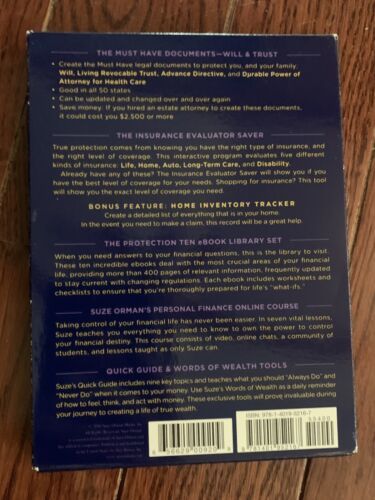 THE MUST HAVE DOCUMENTS—WILL & TRUST
• Create the Must Have legal documents to protect you, and your family:
Will, Living Revocable Trust, Advance Directive, and Durable Power of
Attorney for Health Care
• Good in all 50 states
• Can be updated and changed over and over again
• Save money: If you hired an estate attorney to create these documents,
it could cost you $2,500 or more
THE INSURANCE EVALUATOR SAVER
True protection comes from knowing you have the right type of insurance, and
the right level of coverage. This interactive program evaluates five different
kinds of insurance: Life, Home, Auto, Long-Term Care, and Disability.
Already have any of these? The Insurance Evaluator Saver will show you if you
have the best level of coverage for your needs. Shopping for insurance? This tool
will show you the exact level of coverage you need.
BONUS FEATURE: HOME INVENTORY TRACKER
Create a detailed list of everything that is in your home.
In the event you need to make a claim, this record will be a great help.
THE PROTECTION TEN eBOOK LIBRARY SET
When you need answers to your financial questions, this is the library to visit.
These ten incredible ebooks deal with the most crucial areas of your financial
life, providing more than 400 pages of relevant information, frequently updated
to stay current with changing regulations. Each ebook includes worksheets and
checklists to ensure that you're thoroughly prepared for life's "what-ifs."
SUZE ORMAN'S PERSONAL FINANCE ONLINE COURSE
Taking control of your financial life has never been easier. In seven vital lessons,
Suze teaches you everything you need to know to own the power to control
your financial destiny. This course consists of video, online chats, a community of
students, and lessons taught as only Suze can.
QUICK GUIDE & WORDS OF WEALTH TOOLS
Suze's Quick Guide includes nine key topics and teaches what you should "Always Do" and
"Never Do" when it comes to your money. Use Suze's Words of Wealth as a daily reminder
of how to feel, think, and act with money. These exclusive tools will prove invaluable during
your journey to creating a life of true wealth.
ISBN: 978-1-4019-9216-7